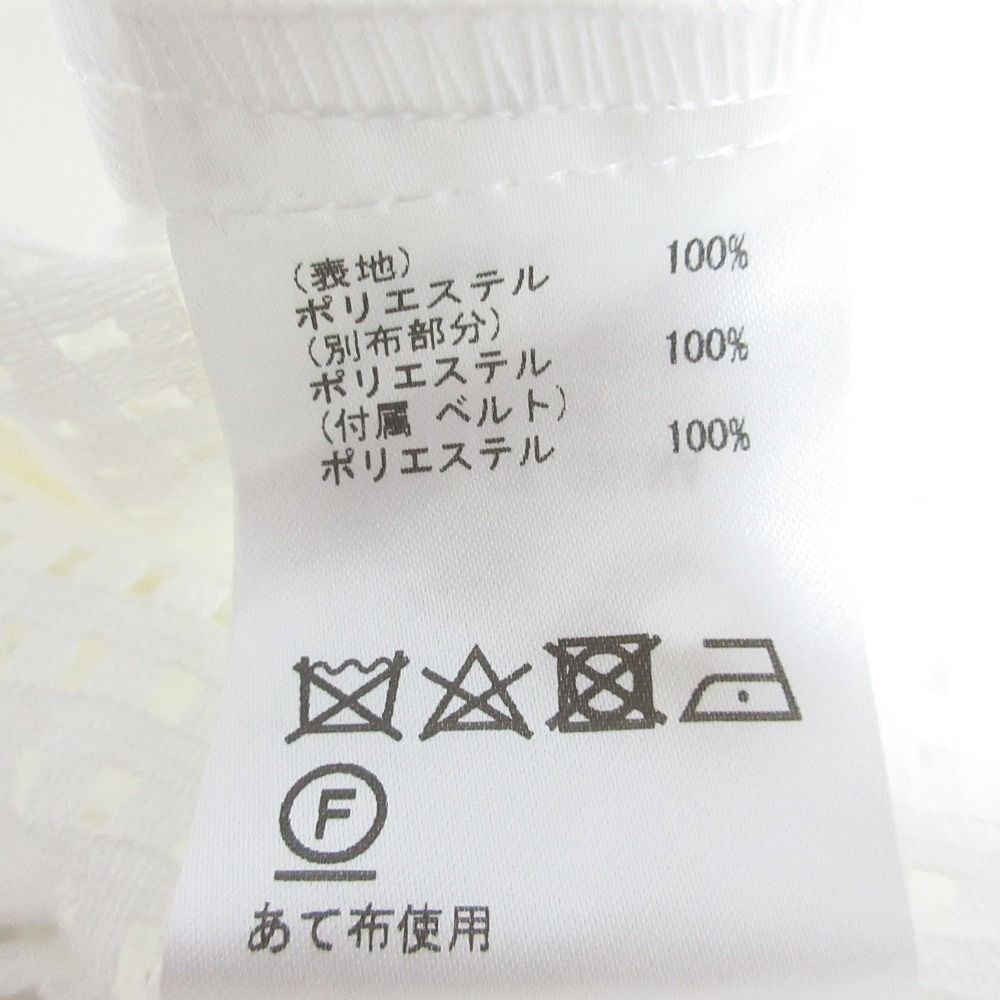 (表地)
ポリエステル 100%
(別布部分)
ポリエステル 100%
(付属 ベルト)
ポリエステル 100%
F
あて布使用